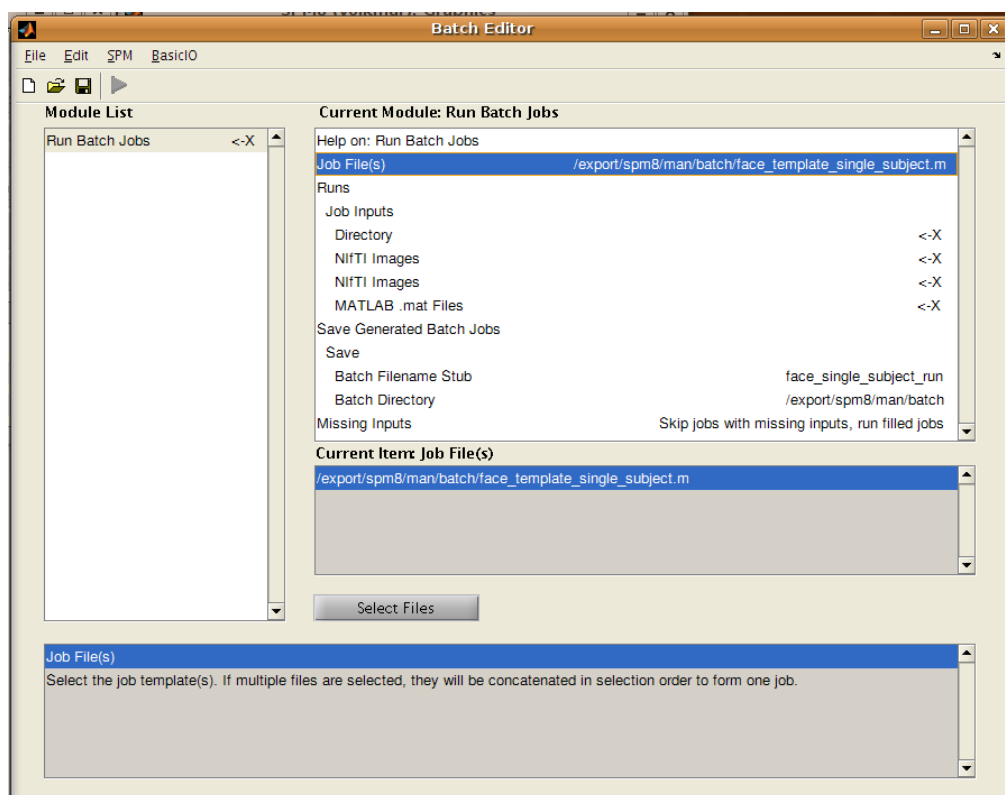 Batch Editor
File Edit SPM BasicIO
Module List
Run Batch Jobs <-X
Current Module: Run Batch Jobs
Help on: Run Batch Jobs
Job File(s) /export/spm8/man/batch/face_template_single_subject.m
Runs
Job Inputs
Directory <-X
NIfTI Images <-X
NIfTI Images <-X
MATLAB .mat Files <-X
Save Generated Batch Jobs
Save
Batch Filename Stub face_single_subject_run
Batch Directory /export/spm8/man/batch
Missing Inputs Skip jobs with missing inputs, run filled jobs
Current Item: Job File(s)
/export/spm8/man/batch/face_template_single_subject.m
Select Files
Job File(s)
Select the job template(s). If multiple files are selected, they will be concatenated in selection order to form one job.